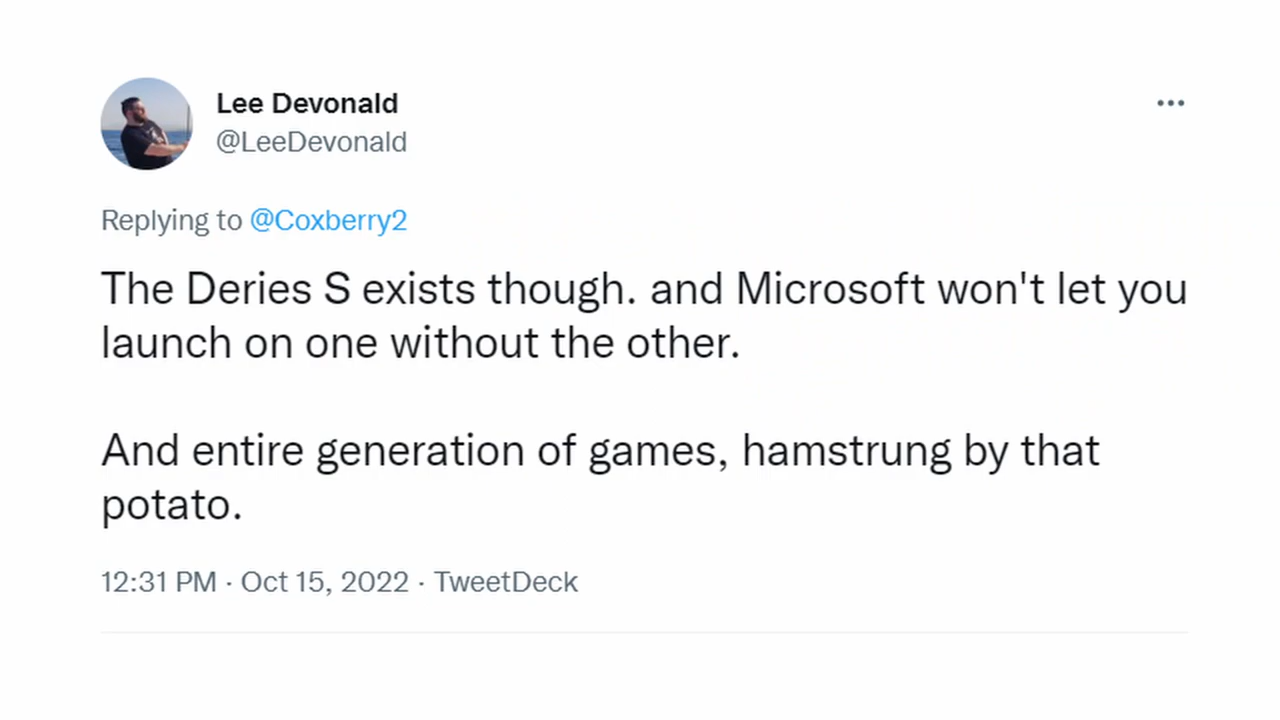 Lee Devonald
@LeeDevonald
Replying to @Coxberry2
The Deries S exists though. and Microsoft won't let you
launch on one without the other.
And entire generation of games, hamstrung by that
potato.
12:31 PM · Oct 15, 2022 · TweetDeck